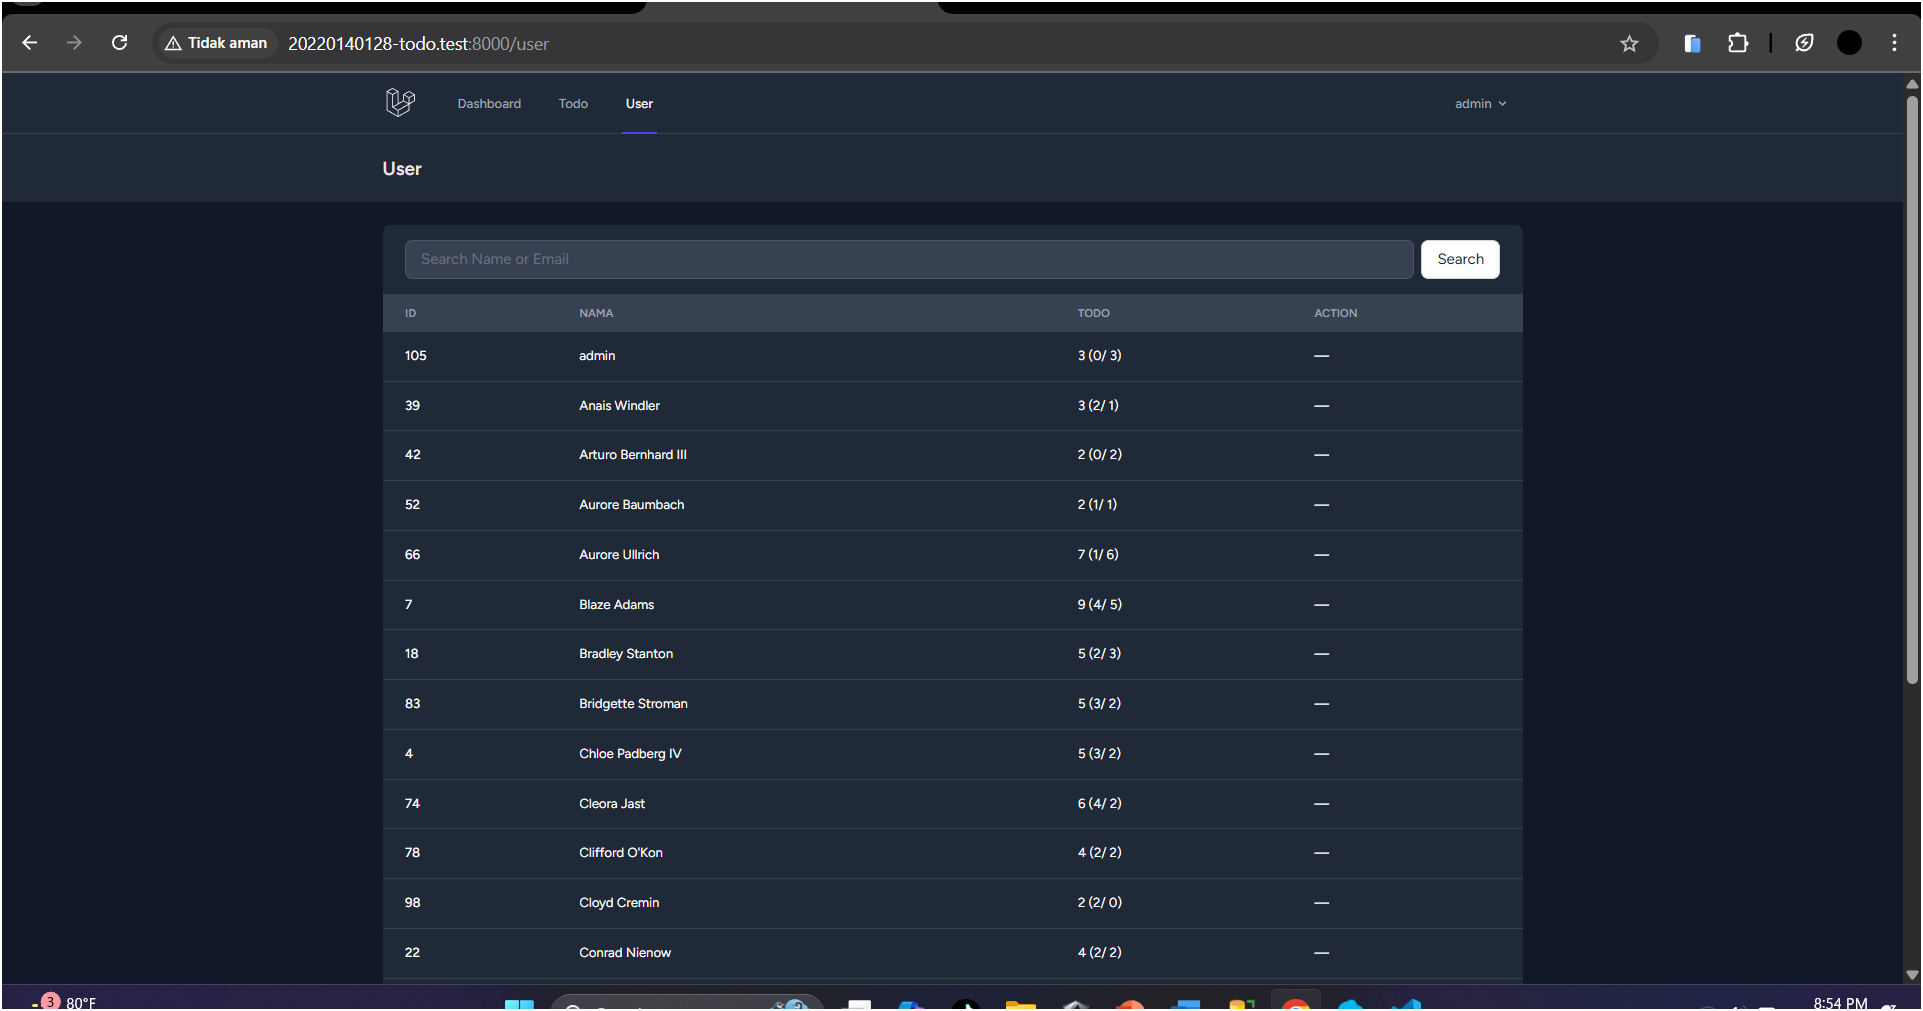 Tidak aman 20220140128-todo.test:8000/user
Dashboard Todo User admin
User
Search Name or Email Search
ID NAMA TODO ACTION
105 admin 3 (0/ 3) —
39 Anais Windler 3 (2/ 1) —
42 Arturo Bernhard III 2 (0/ 2) —
52 Aurore Baumbach 2 (1/ 1) —
66 Aurore Ullrich 7 (1/ 6) —
7 Blaze Adams 9 (4/ 5) —
18 Bradley Stanton 5 (2/ 3) —
83 Bridgette Stroman 5 (3/ 2) —
4 Chloe Padberg IV 5 (3/ 2) —
74 Cleora Jast 6 (4/ 2) —
78 Clifford O'Kon 4 (2/ 2) —
98 Cloyd Cremin 2 (2/ 0) —
22 Conrad Nienow 4 (2/ 2) —
3 80°F 8:54 PM